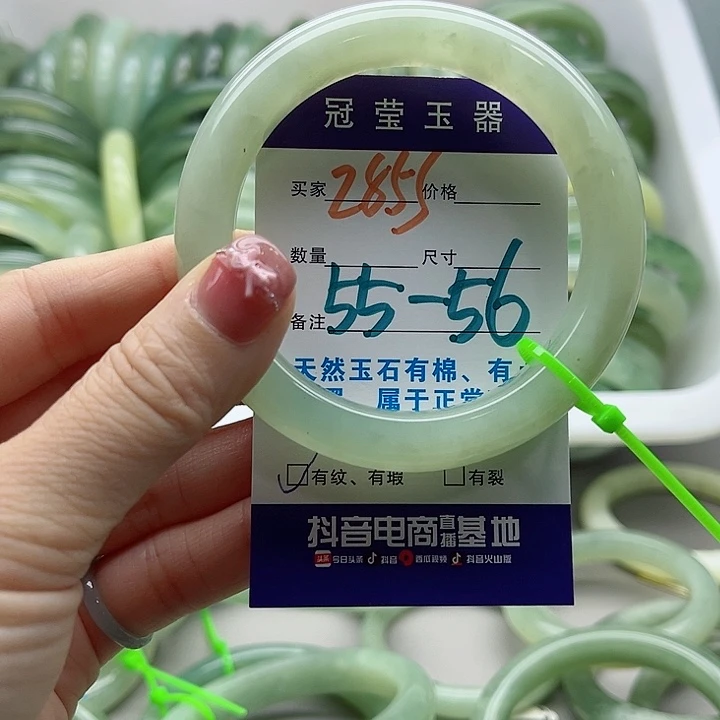 冠莹玉器
买家 2855 价格
数量 尺寸
备注 55-56
天然玉石有棉、有
属于正常
有纹、有瑕 有裂
抖音电商直播基地
头条 今日头条 抖音 西瓜视频 抖音火山版